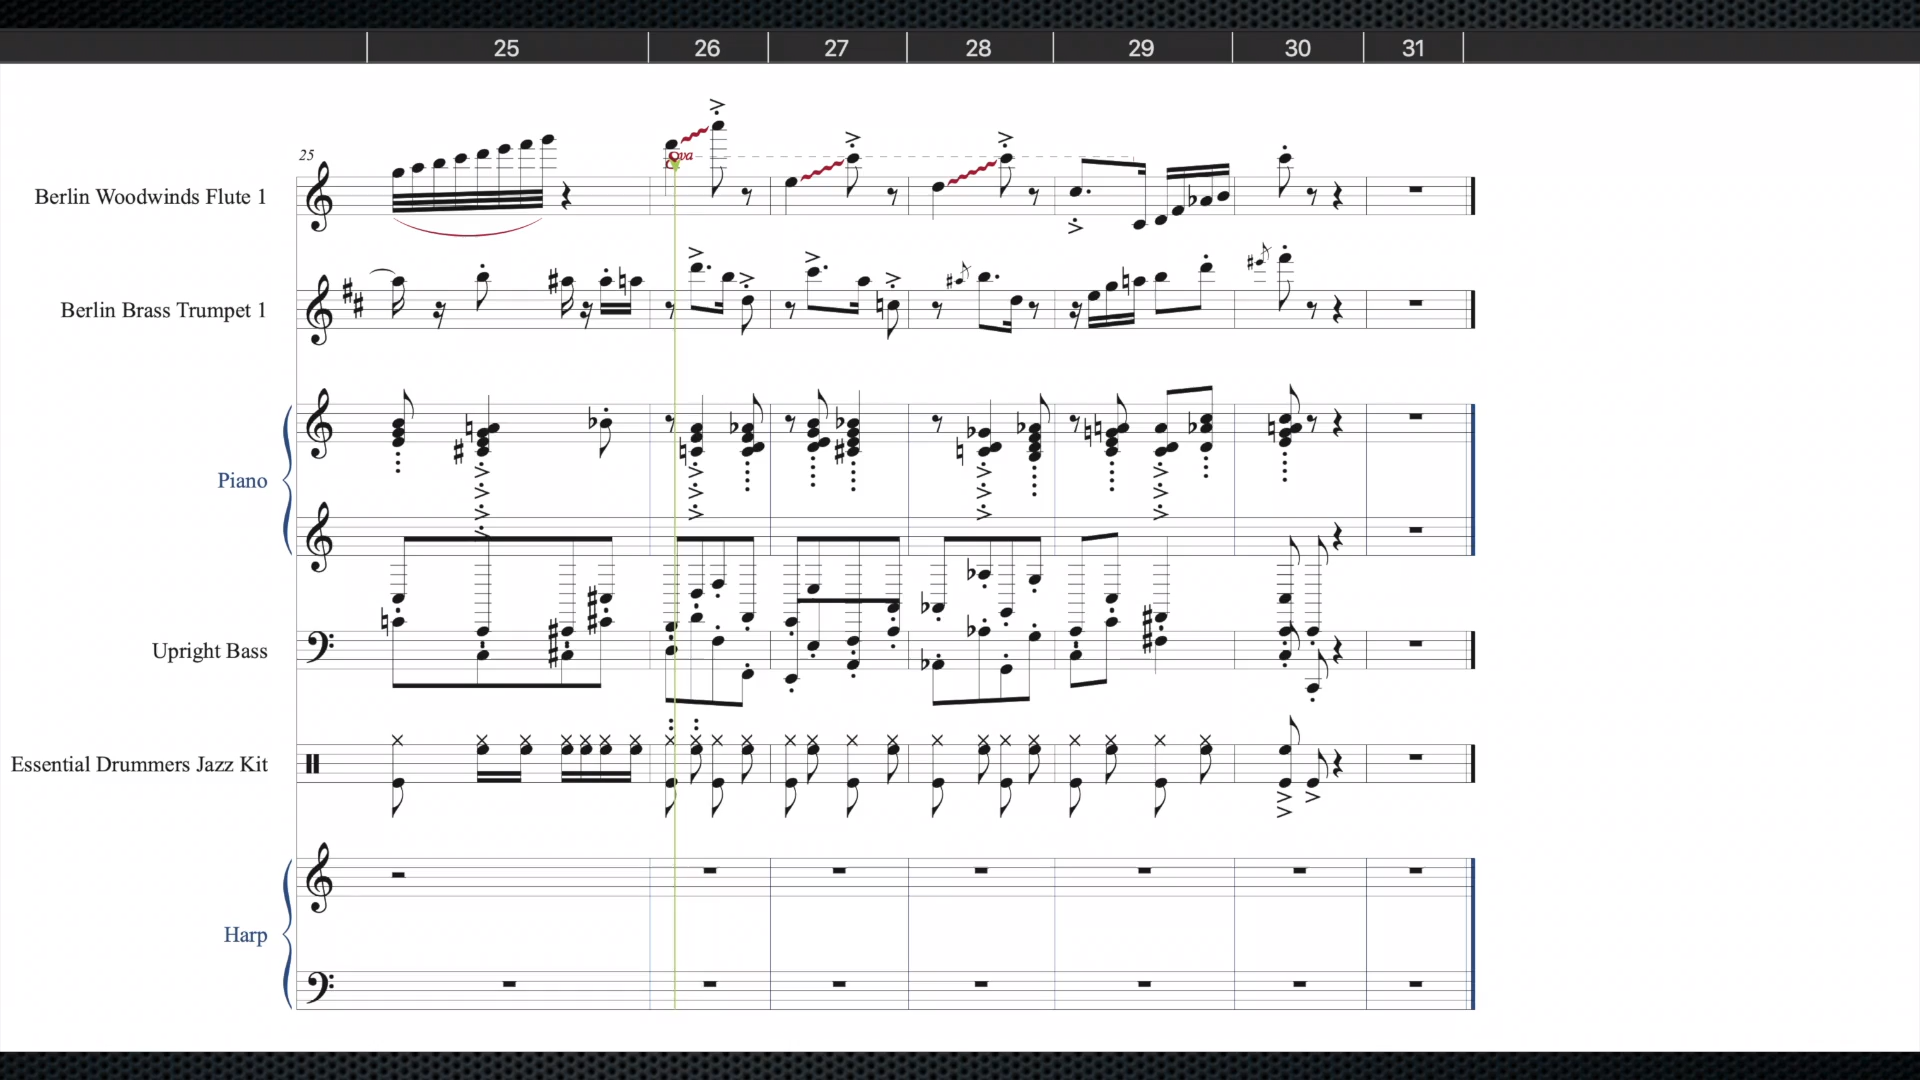 25 26 27 28 29 30 31
25
8va
Berlin Woodwinds Flute 1
Berlin Brass Trumpet 1
Piano
Upright Bass
Essential Drummers Jazz Kit
Harp